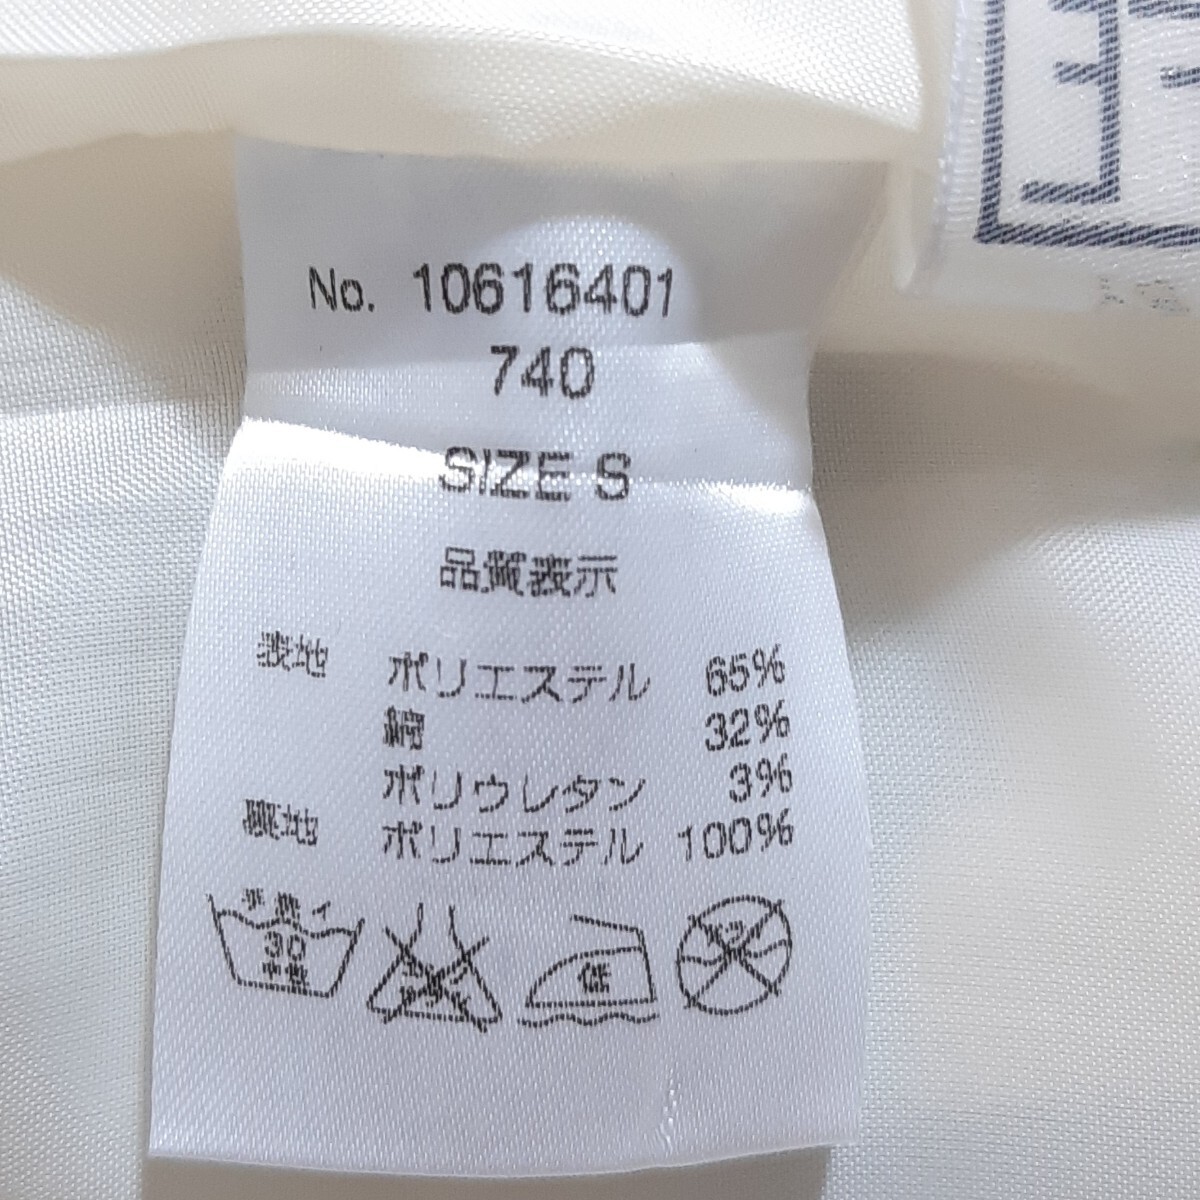 No. 10616401
740
SIZE S
品質表示
表地 ポリエステル 65%
綿 32%
ポリウレタン 3%
裏地 ポリエステル 100%
手洗イ
30
中性
低